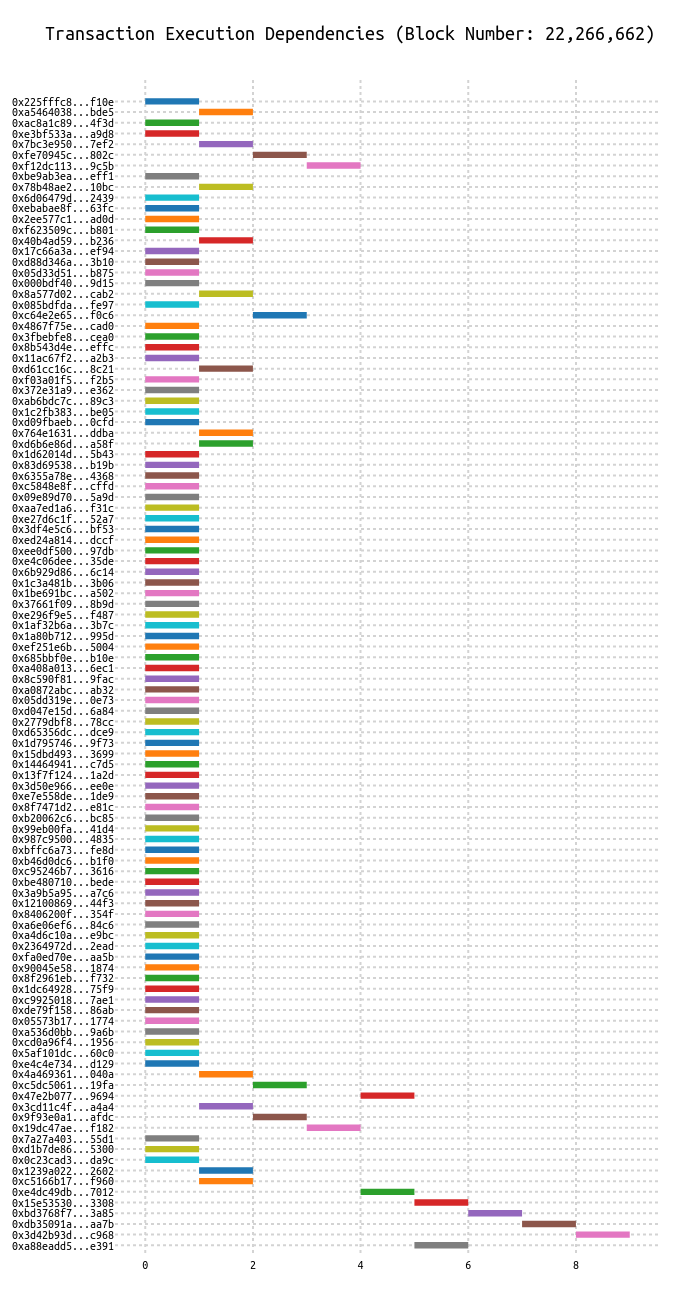 Transaction Execution Dependencies (Block Number: 22,266,662)
0x225fffc8...f10e
0xa5464038...bde5
0xac8a1c89...4f3d
0xe3bf533a...a9d8
0x7bc3e950...7ef2
0xfe70945c...802c
0xf12dc113...9c5b
0xbe9ab3ea...eff1
0x78b48ae2...10bc
0x6d06479d...2439
0xebabae8f...63fc
0x2ee577c1...ad0d
0xf623509c...b801
0x40b4ad59...b236
0x17c66a3a...ef94
0xd88d346a...3b10
0x05d33d51...b875
0x000bdf40...9d15
0x8a577d02...cab2
0x085bdfda...fe97
0xc64e2e65...f0c6
0x4867f75e...cad0
0x3fbebfe8...cea0
0x8b543d4e...effc
0x11ac67f2...a2b3
0xd61cc16c...8c21
0xf03a01f5...f2b5
0x372e31a9...e362
0xab6bdc7c...89c3
0x1c2fb383...be05
0xd09fbaeb...0cfd
0x764e1631...ddba
0xd6b6e86d...a58f
0x1d62014d...5b43
0x83d69538...b19b
0x6355a78e...4368
0xc5848e8f...cffd
0x09e89d70...5a9d
0xaa7ed1a6...f31c
0xe27d6c1f...52a7
0x3df4e5c6...bf53
0xed24a814...dccf
0xee0df500...97db
0xe4c06dee...35de
0x6b929d86...6c14
0x1c3a481b...3b06
0x1be691bc...a502
0x37661f09...8b9d
0xe296f9e5...f487
0x1af32b6a...3b7c
0x1a80b712...995d
0xef251e6b...5004
0x685bbf0e...b10e
0xa408a013...6ec1
0x8c590f81...9fac
0xa0872abc...ab32
0x05dd319e...0e73
0xd047e15d...6a84
0x2779dbf8...78cc
0xd65356dc...dce9
0x1d795746...9f73
0x15dbd493...3699
0x14464941...c7d5
0x13f7f124...1a2d
0x3d50e966...ee0e
0xe7e558de...1de9
0x8f7471d2...e81c
0xb20062c6...bc85
0x99eb00fa...41d4
0x987c9500...4835
0xbffc6a73...fe8d
0xb46d0dc6...b1f0
0xc95246b7...3616
0xbe480710...bede
0x3a9b5a95...a7c6
0x12100869...44f3
0x8406200f...354f
0xa6e06ef6...84c6
0xa4d6c10a...e9bc
0x2364972d...2ead
0xfa0ed70e...aa5b
0x90045e58...1874
0x8f2961eb...f732
0x1dc64928...75f9
0xc9925018...7ae1
0xde79f158...86ab
0x05573b17...1774
0xa536d0bb...9a6b
0xcd0a96f4...1956
0x5af101dc...60c0
0xe4c4e734...d129
0x4a469361...040a
0xc5dc5061...19fa
0x47e2b077...9694
0x3cd11c4f...a4a4
0x9f93e0a1...afdc
0x19dc47ae...f182
0x7a27a403...55d1
0xd1b7de86...5300
0x0c23cad3...da9c
0x1239a022...2602
0xc5166b17...f960
0xe4dc49db...7012
0x15e53530...3308
0xbd3768f7...3a85
0xdb35091a...aa7b
0x3d42b93d...c968
0xa88eadd5...e391
0 2 4 6 8